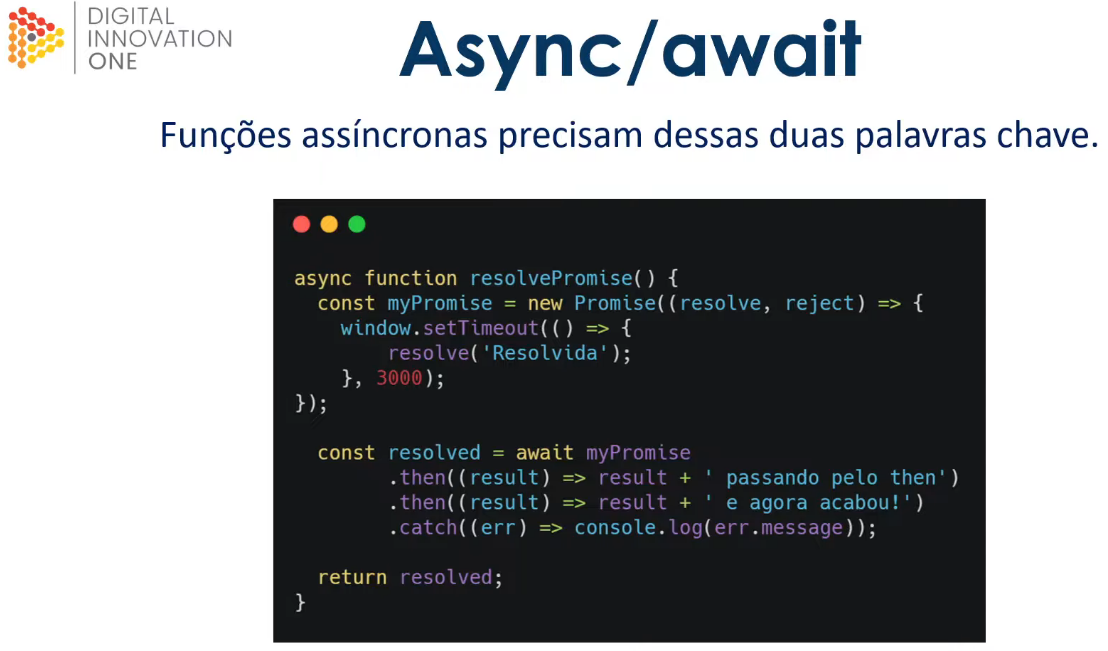 DIGITAL
INNOVATION
ONE
Async/await
Funções assíncronas precisam dessas duas palavras chave.
async function resolvePromise() {
  const myPromise = new Promise((resolve, reject) => {
    window.setTimeout(() => {
        resolve('Resolvida');
    }, 3000);
});
  const resolved = await myPromise
        .then((result) => result + ' passando pelo then')
        .then((result) => result + ' e agora acabou!')
        .catch((err) => console.log(err.message));
  return resolved;
}